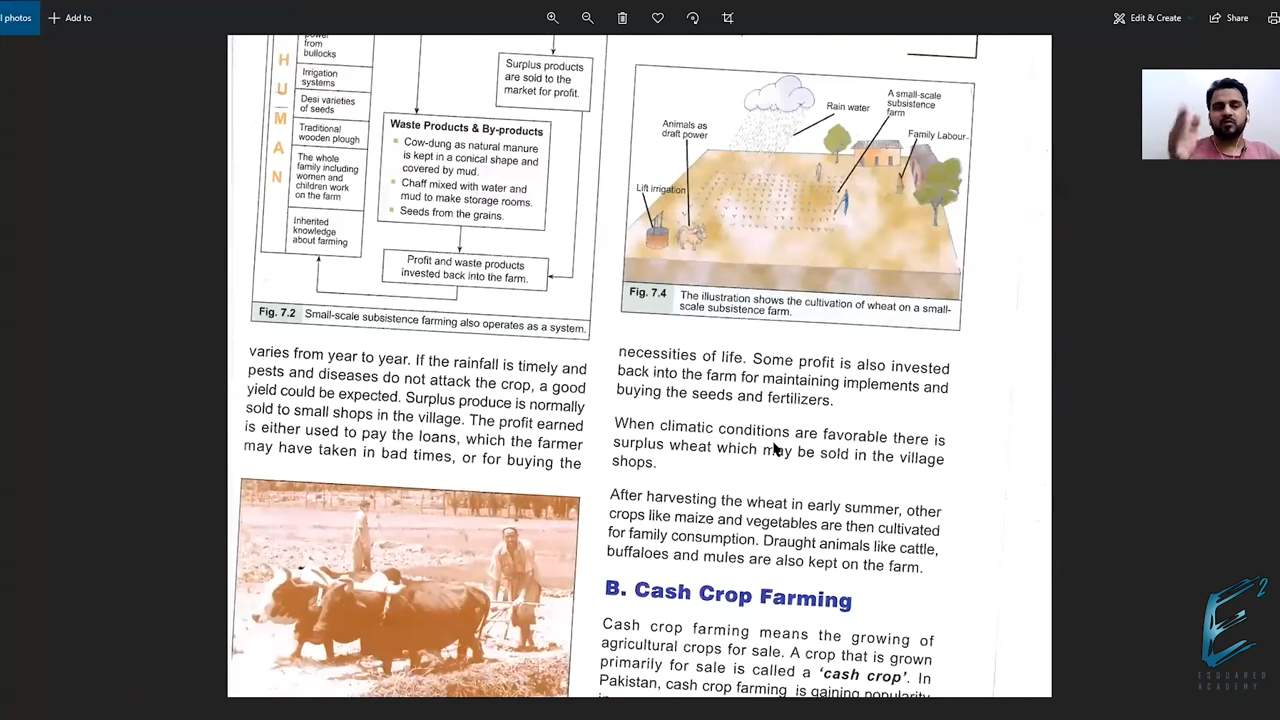 l photos
Add to
Edit & Create
Share
HUMAN
from
bullocks
Irrigation
systems
Desi varieties
of seeds
Traditional
wooden plough
The whole
family including
women and
children work
on the farm
Inherited
knowledge
about farming
Surplus products
are sold to the
market for profit.
Waste Products & By-products
Cow-dung as natural manure
is kept in a conical shape and
covered by mud.
Chaff mixed with water and
mud to make storage rooms.
Seeds from the grains.
Profit and waste products
invested back into the farm.
Fig. 7.2 Small-scale subsistence farming also operates as a system.
varies from year to year. If the rainfall is timely and
pests and diseases do not attack the crop, a good
yield could be expected. Surplus produce is normally
sold to small shops in the village. The profit earned
is either used to pay the loans, which the farmer
may have taken in bad times, or for buying the
Rain water
A small-scale
subsistence
farm
Animals as
draft power
Family Labour
Lift irrigation
Fig. 7.4 The illustration shows the cultivation of wheat on a small-
scale subsistence farm.
necessities of life. Some profit is also invested
back into the farm for maintaining implements and
buying the seeds and fertilizers.
When climatic conditions are favorable there is
surplus wheat which may be sold in the village
shops.
After harvesting the wheat in early summer, other
crops like maize and vegetables are then cultivated
for family consumption. Draught animals like cattle,
buffaloes and mules are also kept on the farm.
B. Cash Crop Farming
Cash crop farming means the growing of
agricultural crops for sale. A crop that is grown
primarily for sale is called a 'cash crop'. In
Pakistan, cash crop farming is gaining popularity
E2
ESQUARED
ACADEMY